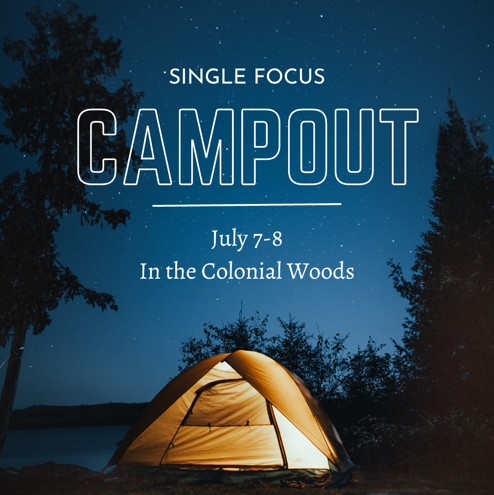 SINGLE FOCUS
CAMPOUT
July 7-8
In the Colonial Woods